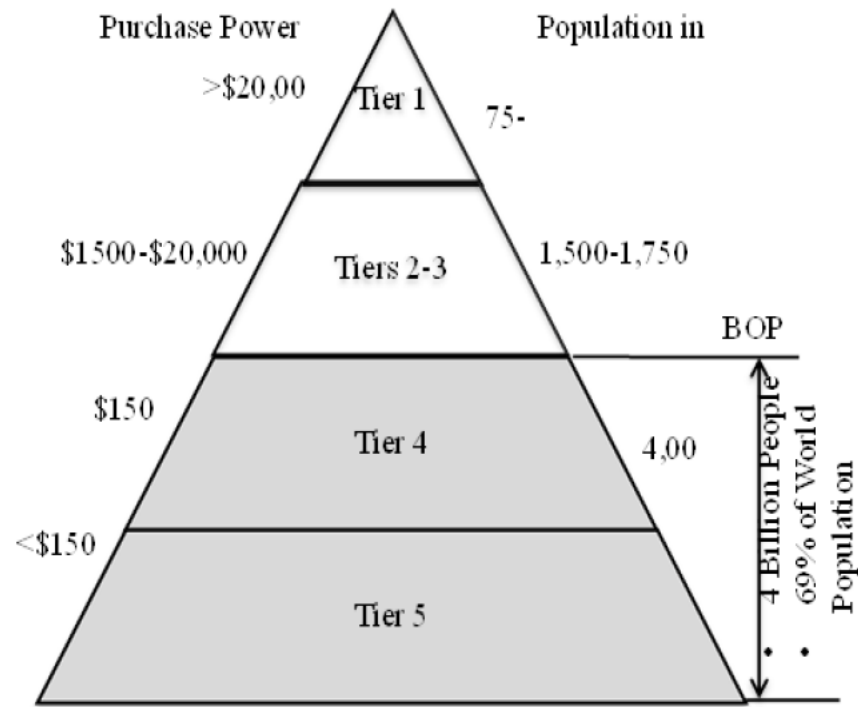 Purchase Power
Population in
>$20,00
Tier 1
75-
$1500-$20,000
Tiers 2-3
1,500-1,750
BOP
$150
Tier 4
4,00
<$150
Tier 5
• 4 Billion People
• 69% of World
Population